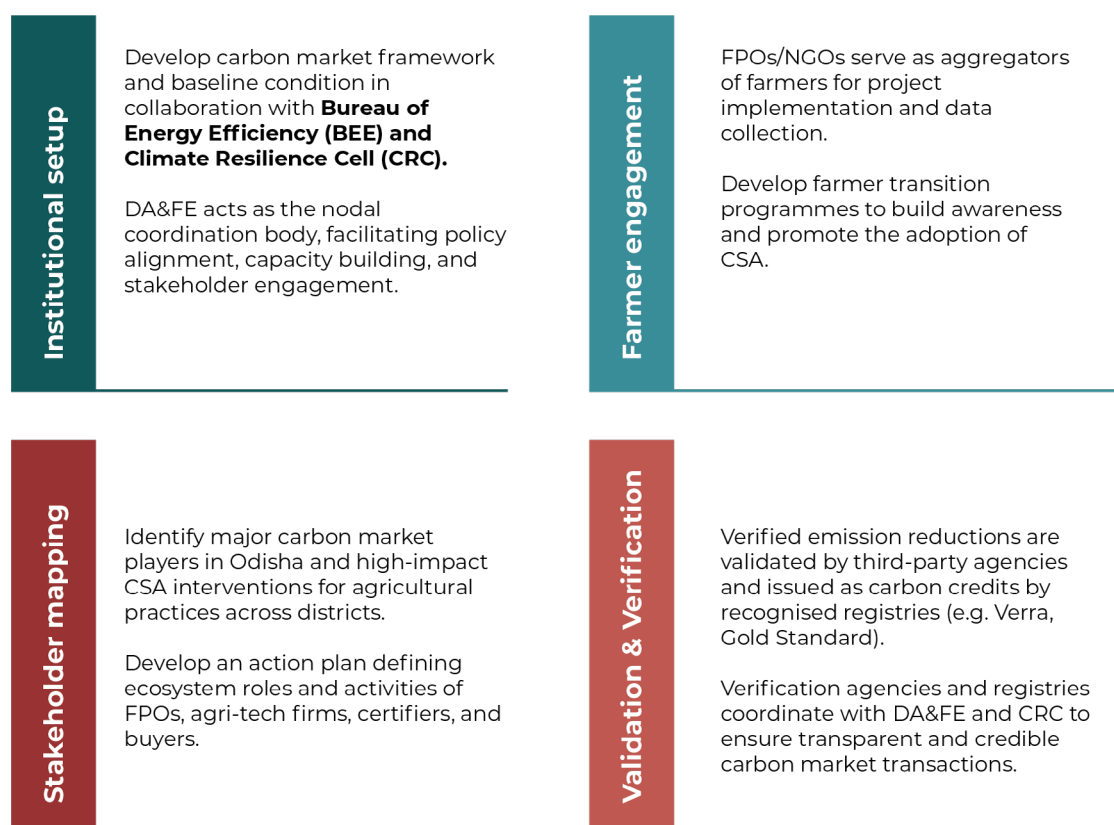 Institutional setup
Develop carbon market framework
and baseline condition in
collaboration with Bureau of
Energy Efficiency (BEE) and
Climate Resilience Cell (CRC).
DA&FE acts as the nodal
coordination body, facilitating policy
alignment, capacity building, and
stakeholder engagement.
Farmer engagement
FPOs/NGOs serve as aggregators
of farmers for project
implementation and data
collection.
Develop farmer transition
programmes to build awareness
and promote the adoption of
CSA.
Stakeholder mapping
Identify major carbon market
players in Odisha and high-impact
CSA interventions for agricultural
practices across districts.
Develop an action plan defining
ecosystem roles and activities of
FPOs, agri-tech firms, certifiers, and
buyers.
Validation & Verification
Verified emission reductions are
validated by third-party agencies
and issued as carbon credits by
recognised registries (e.g. Verra,
Gold Standard).
Verification agencies and registries
coordinate with DA&FE and CRC to
ensure transparent and credible
carbon market transactions.